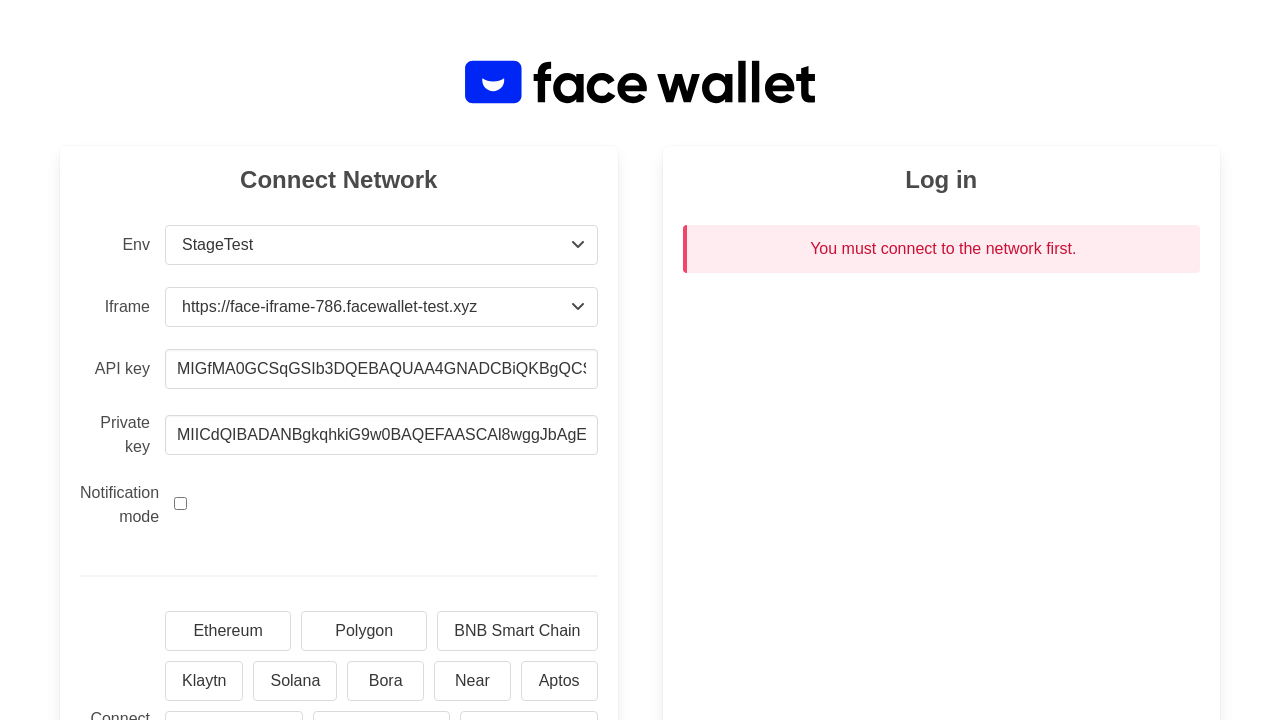 face wallet
Connect Network
Env
StageTest
Iframe
https://face-iframe-786.facewallet-test.xyz
API key
MIGfMA0GCSqGSIb3DQEBAQUAA4GNADCBiQKBgQCS
Private
key
MIICdQIBADANBgkqhkiG9w0BAQEFAASCAl8wggJbAgE
Notification
mode
Ethereum
Polygon
BNB Smart Chain
Klaytn
Solana
Bora
Near
Aptos
Connect
Log in
You must connect to the network first.